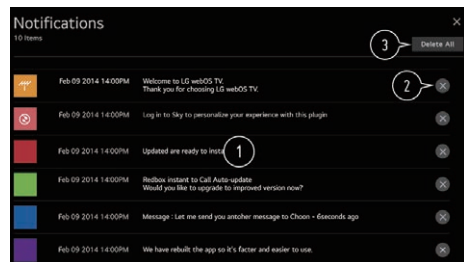 Notifications
10 Items
3
Delete All
Feb 09 2014 14:00PM
Welcome to LG webOS TV.
Thank you for choosing LG webOS TV.
2
Feb 09 2014 14:00PM
Log in to Sky to personalize your experience with this plugin
Feb 09 2014 14:00PM
Updated are ready to insta
1
Feb 09 2014 14:00PM
Redbox instant to Call Auto-update
Would you like to upgrade to improved version now?
Feb 09 2014 14:00PM
Message : Let me send you antoher message to Choon - 6seconds ago
Feb 09 2014 14:00PM
We have rebuilt the app so it's facter and easier to use.